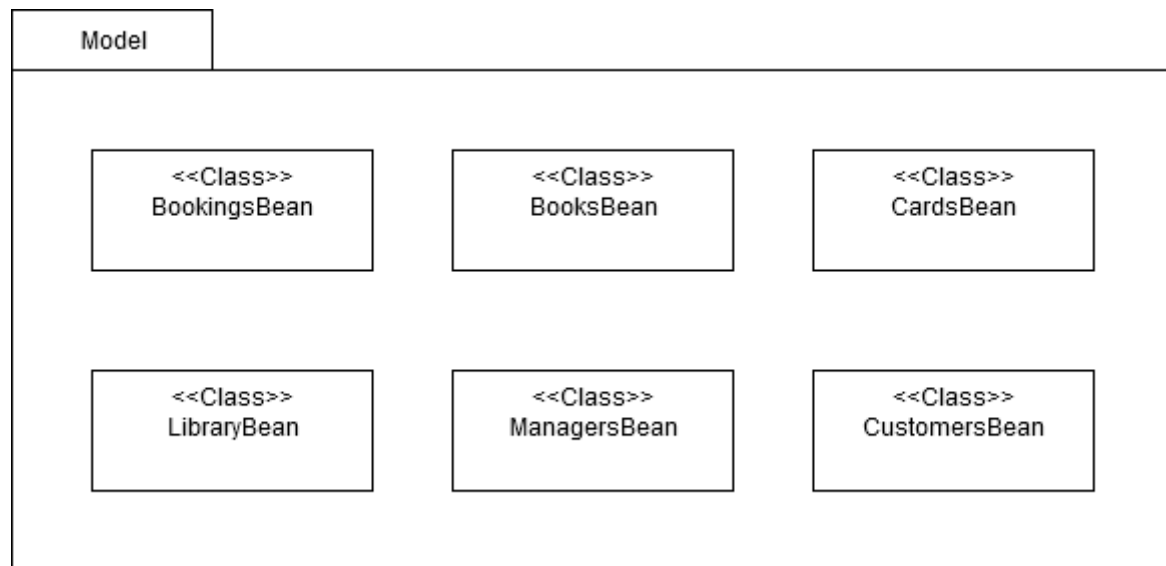 Model
<<Class>>
BookingsBean
<<Class>>
BooksBean
<<Class>>
CardsBean
<<Class>>
LibraryBean
<<Class>>
ManagersBean
<<Class>>
CustomersBean